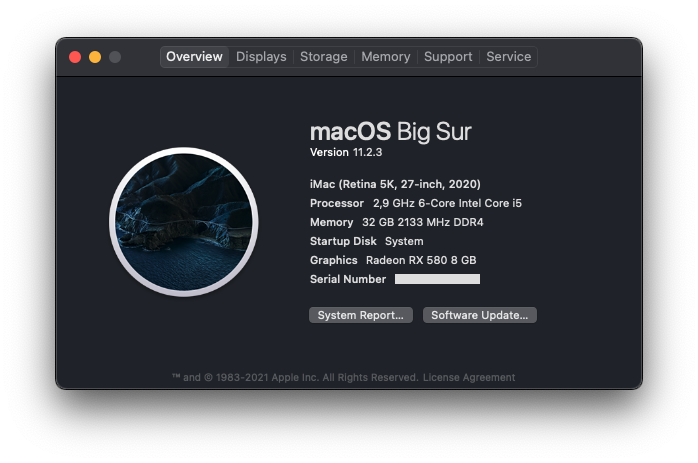 Overview Displays Storage Memory Support Service
macOS Big Sur
Version 11.2.3
iMac (Retina 5K, 27-inch, 2020)
Processor 2,9 GHz 6-Core Intel Core i5
Memory 32 GB 2133 MHz DDR4
Startup Disk System
Graphics Radeon RX 580 8 GB
Serial Number
System Report... Software Update...
™ and © 1983-2021 Apple Inc. All Rights Reserved. License Agreement